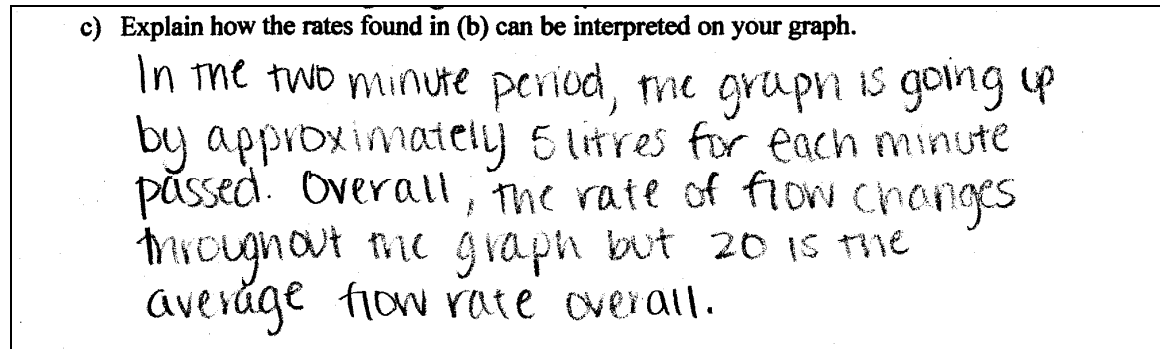 c) Explain how the rates found in (b) can be interpreted on your graph.
In the two minute period, the graph is going up
by approximately 5 litres for each minute
passed. Overall, the rate of flow changes
throughout the graph but 20 is the
average flow rate overall.